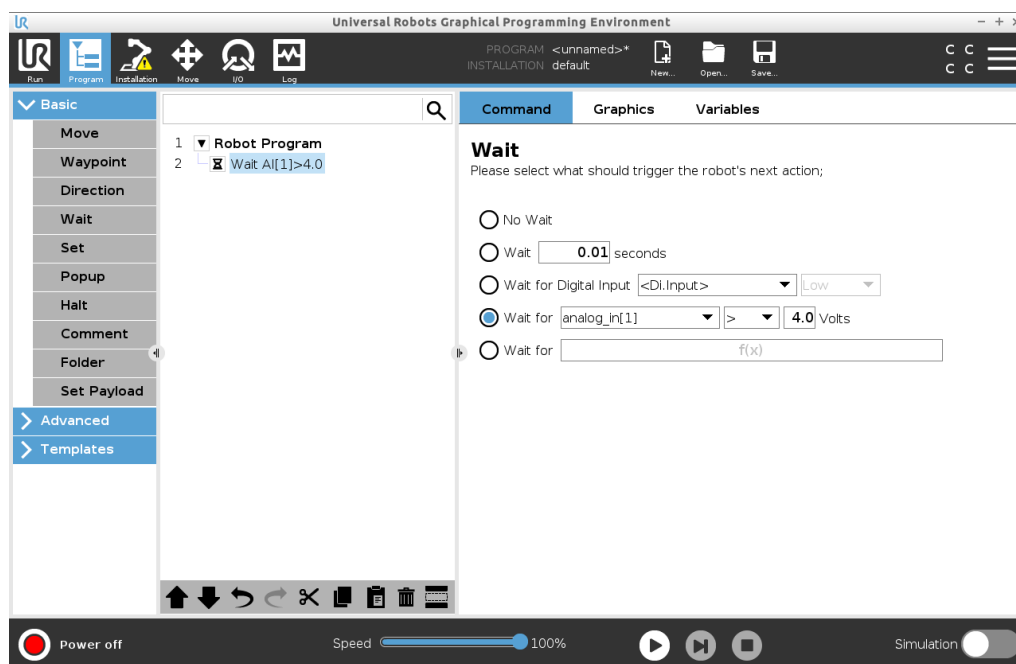 Universal Robots Graphical Programming Environment
UR
Run
Program
Installation
Move
I/O
Log
PROGRAM <unnamed>*
INSTALLATION default
New...
Open...
Save...
C C
C C
Basic
Move
Waypoint
Direction
Wait
Set
Popup
Halt
Comment
Folder
Set Payload
Advanced
Templates
1 Robot Program
2 Wait AI[1]>4.0
Command Graphics Variables
Wait
Please select what should trigger the robot's next action;
No Wait
Wait 0.01 seconds
Wait for Digital Input <Di.Input> Low
Wait for analog_in[1] > 4.0 Volts
Wait for f(x)
Power off
Speed 100%
Simulation